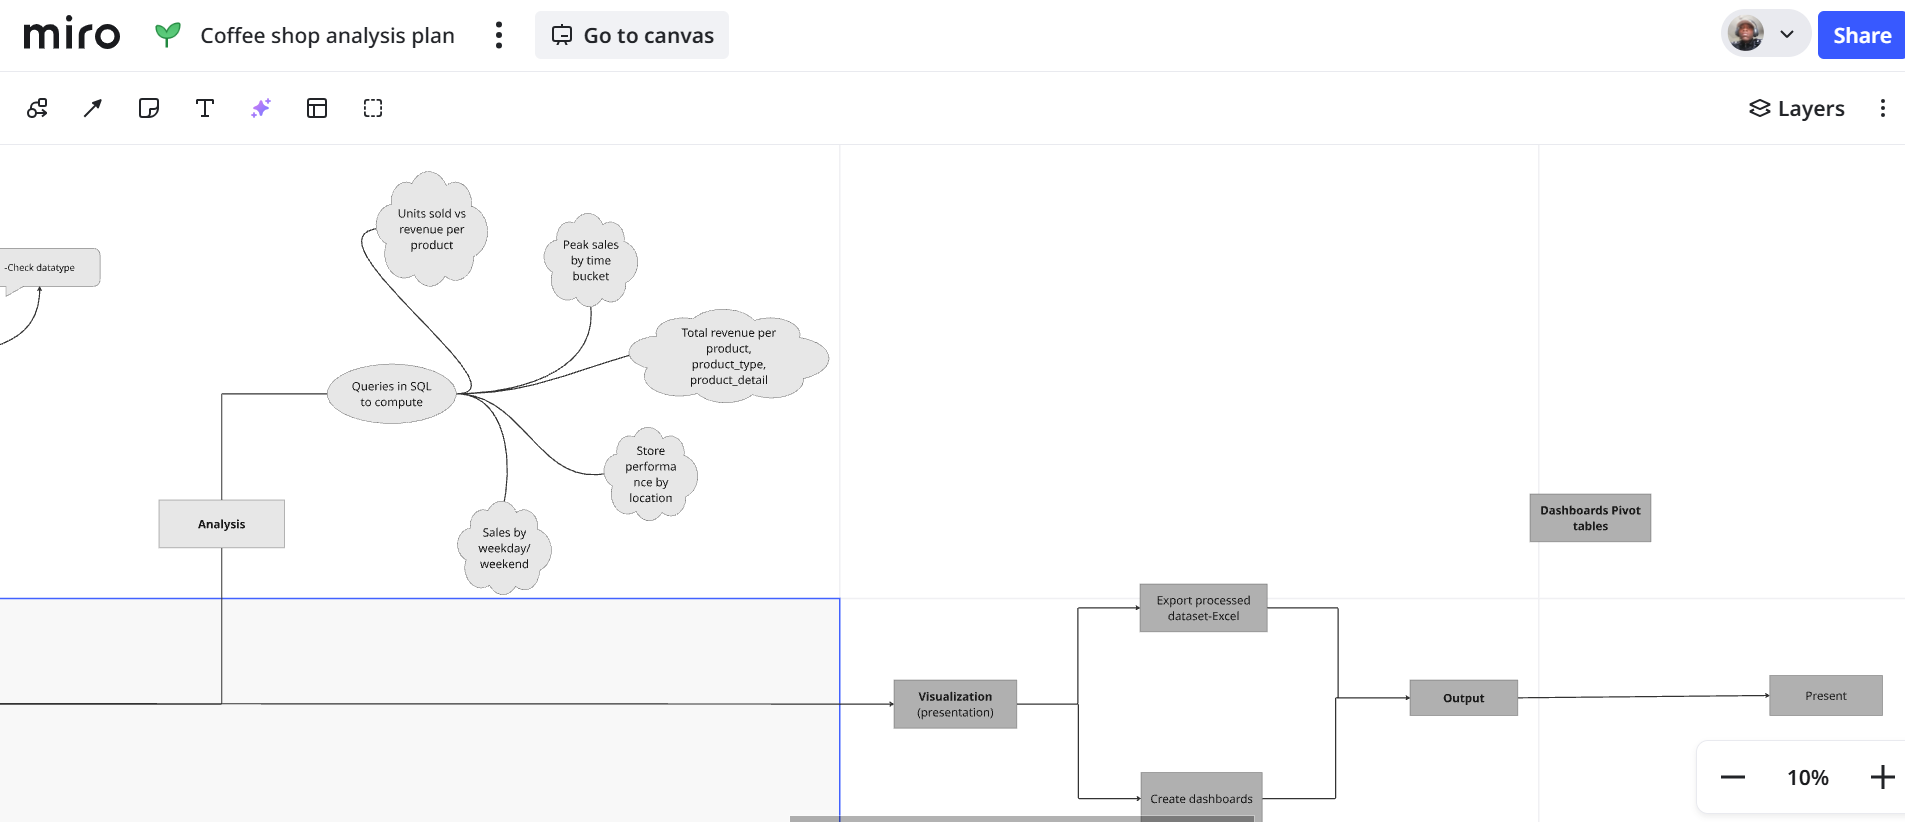 miro
Coffee shop analysis plan
Go to canvas
Share
Layers
Units sold vs
revenue per
product
Peak sales
by time
bucket
-Check datatype
Total revenue per
product,
product_type,
product_detail
Queries in SQL
to compute
Store
performa
nce by
location
Analysis
Sales by
weekday/
weekend
Dashboards Pivot
tables
Export processed
dataset-Excel
Visualization
(presentation)
Output
Present
Create dashboards
10%